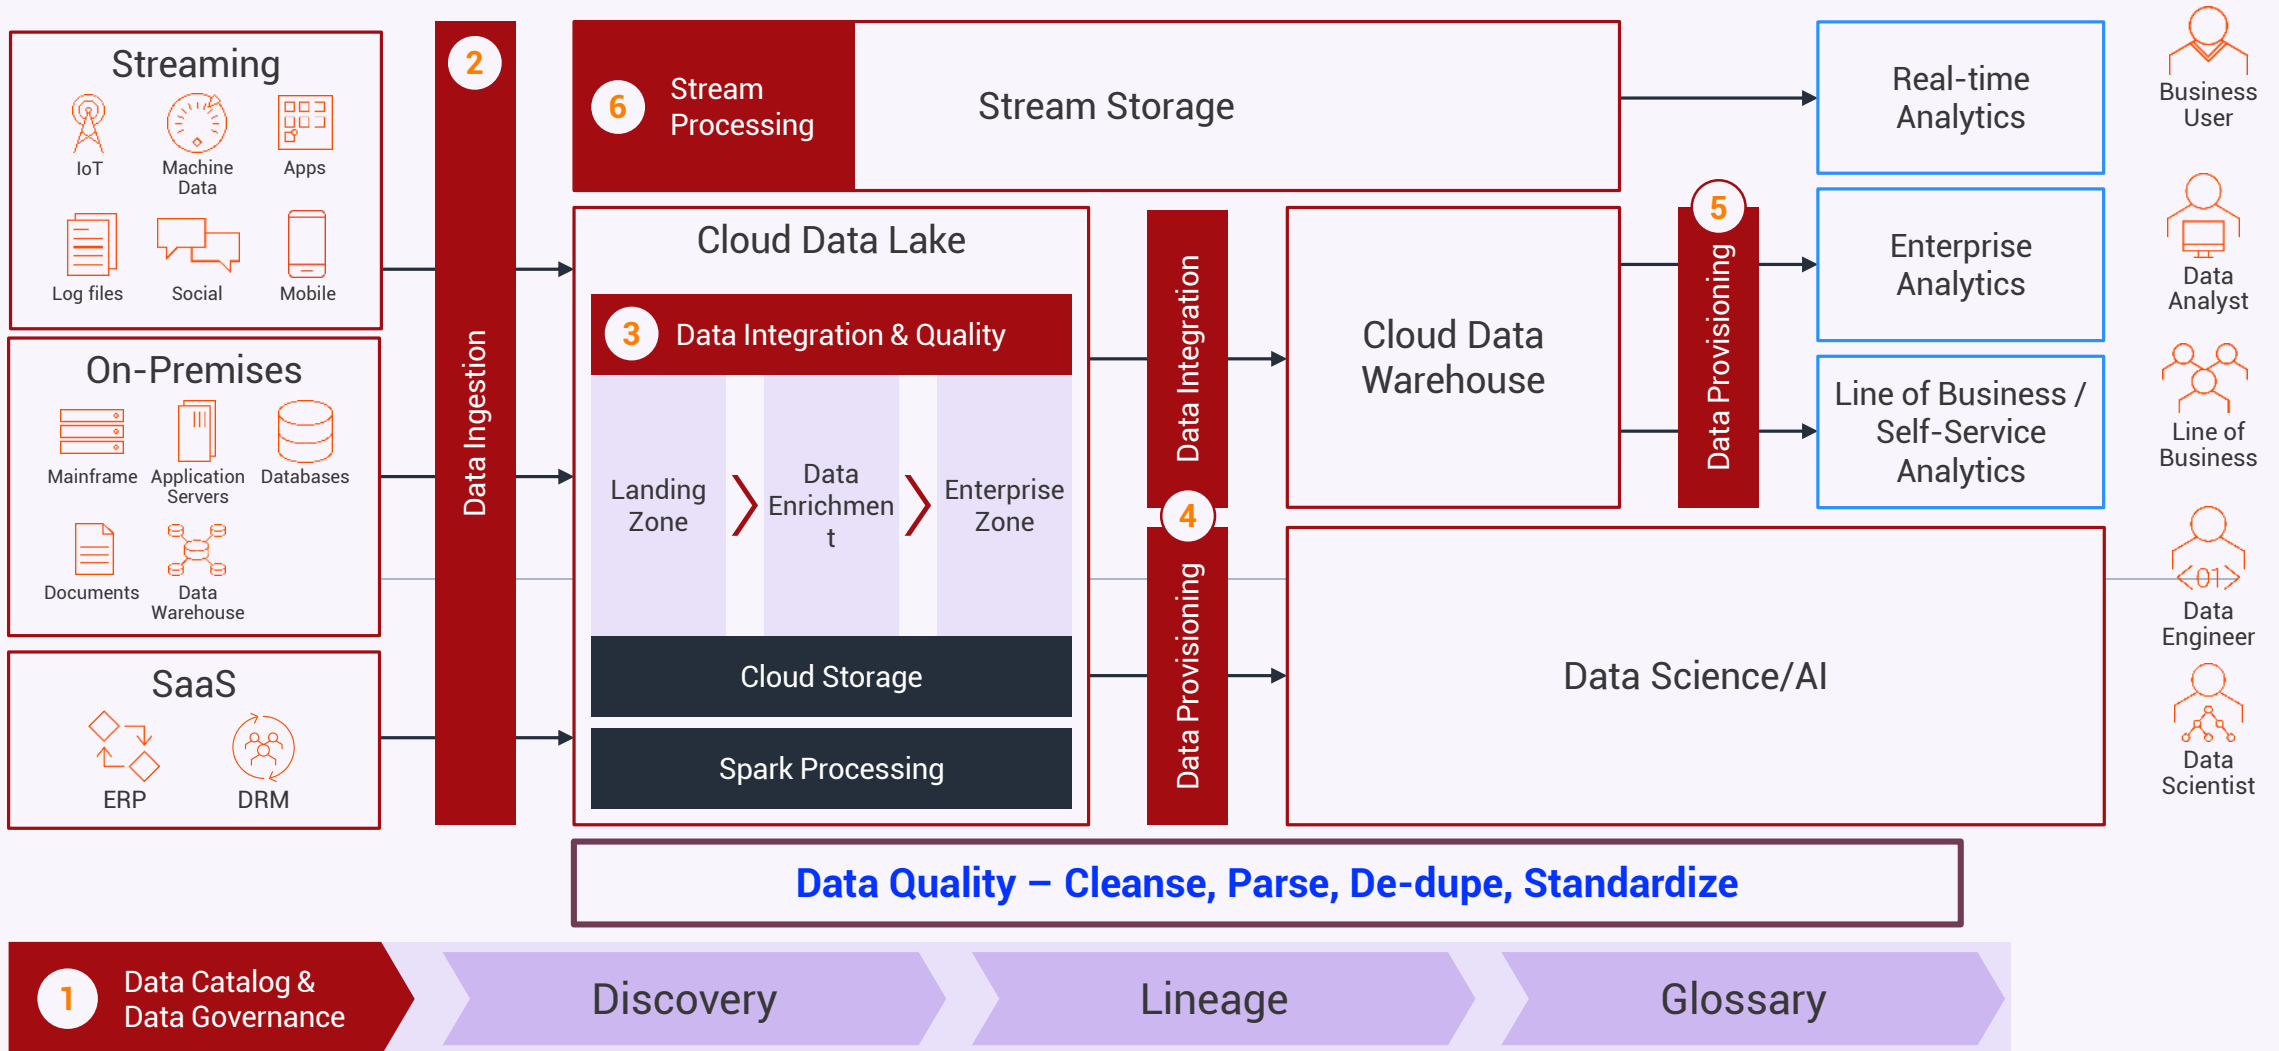 Streaming
IoT
Machine
Data
Apps
Log files
Social
Mobile
On-Premises
Mainframe
Application
Servers
Databases
Documents
Data
Warehouse
SaaS
ERP
DRM
2
Data Ingestion
6
Stream
Processing
Stream Storage
Cloud Data Lake
3
Data Integration & Quality
Landing
Zone
Data
Enrichmen
t
Enterprise
Zone
Cloud Storage
Spark Processing
Data Integration
4
Data Provisioning
Cloud Data
Warehouse
5
Data Provisioning
Real-time
Analytics
Enterprise
Analytics
Line of Business /
Self-Service
Analytics
Data Science/AI
Business
User
Data
Analyst
Line of
Business
<01>
Data
Engineer
Data
Scientist
Data Quality – Cleanse, Parse, De-dupe, Standardize
1
Data Catalog &
Data Governance
Discovery
Lineage
Glossary